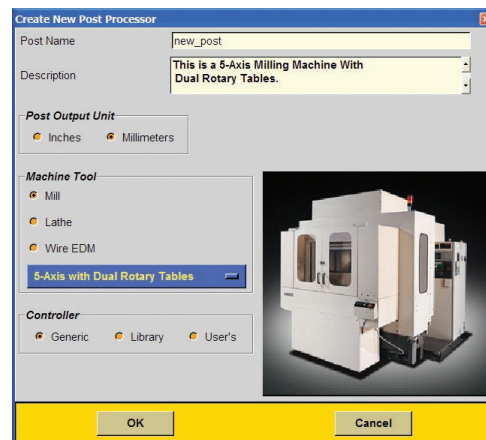 Create New Post Processor
Post Name
new_post
Description
This is a 5-Axis Milling Machine With
Dual Rotary Tables.
Post Output Unit
Inches
Millimeters
Machine Tool
Mill
Lathe
Wire EDM
5-Axis with Dual Rotary Tables
Controller
Generic
Library
User's
OK
Cancel